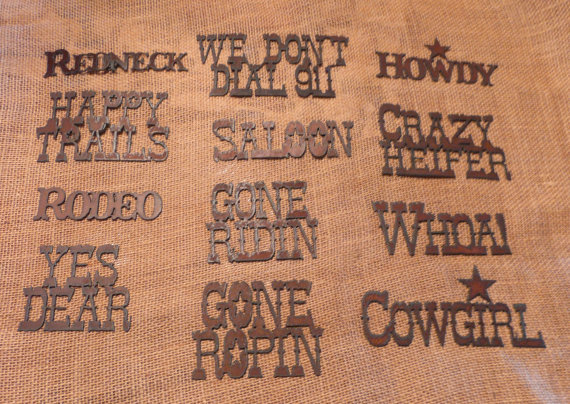 REDNECK
HAPPY
TRAILS
RODEO
YES
DEAR
WE DON'T
DIAL 911
SALOON
GONE
RIDIN
GONE
ROPIN
HOWDY
CRAZY
HEIFER
WHOA!
COWGIRL